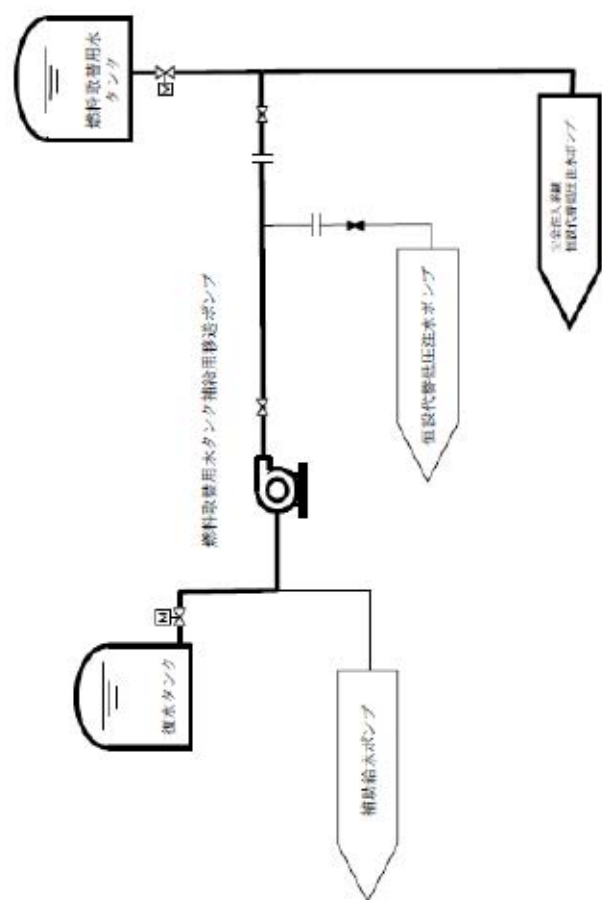 燃料取替用水
タンク
M
燃料取替用水タンク補給用移送ポンプ
恒設代替低圧注水ポンプ
恒設代替低圧注水ポンプ
M
復水タンク
補助給水ポンプ